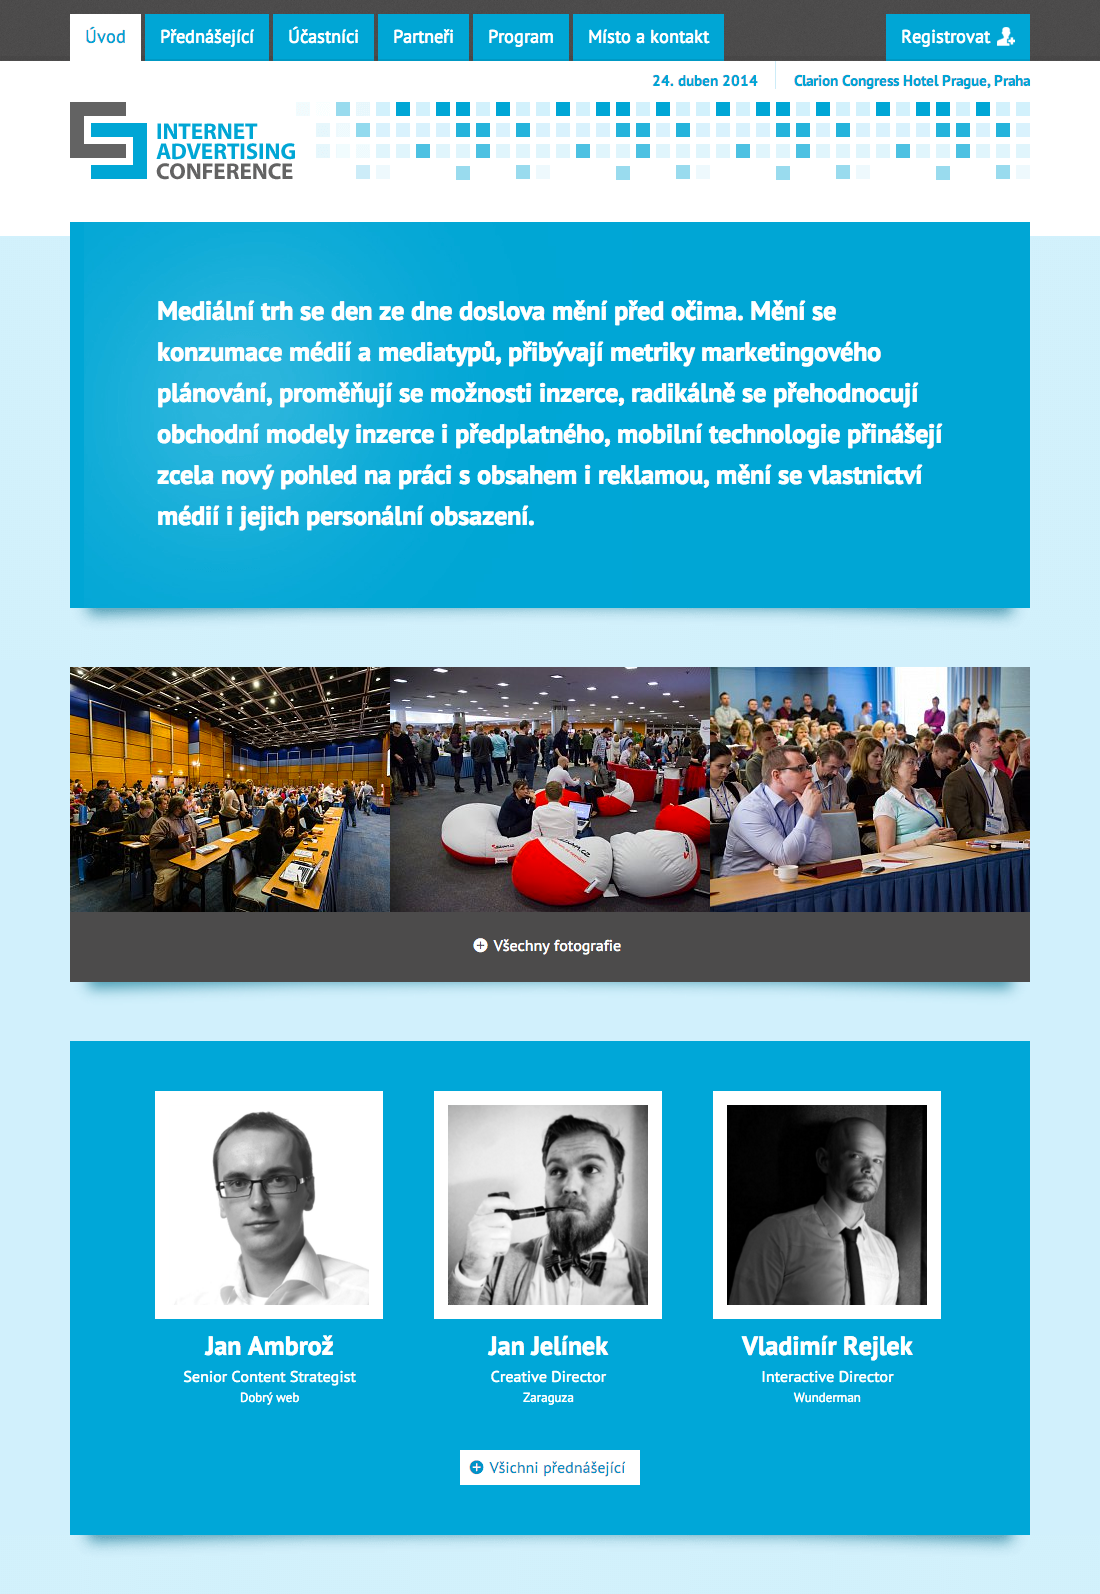 Úvod
Přednášející
Účastníci
Partneři
Program
Místo a kontakt
Registrovat
24. duben 2014
Clarion Congress Hotel Prague, Praha
INTERNET
ADVERTISING
CONFERENCE
Mediální trh se den ze dne doslova mění před očima. Mění se
konzumace médií a mediatypů, přibývají metriky marketingového
plánování, proměňují se možnosti inzerce, radikálně se přehodnocují
obchodní modely inzerce i předplatného, mobilní technologie přinášejí
zcela nový pohled na práci s obsahem i reklamou, mění se vlastnictví
médií i jejich personální obsazení.
Všechny fotografie
Jan Ambrož
Senior Content Strategist
Dobrý web
Jan Jelínek
Creative Director
Zaraguza
Vladimír Rejlek
Interactive Director
Wunderman
Všichni přednášející